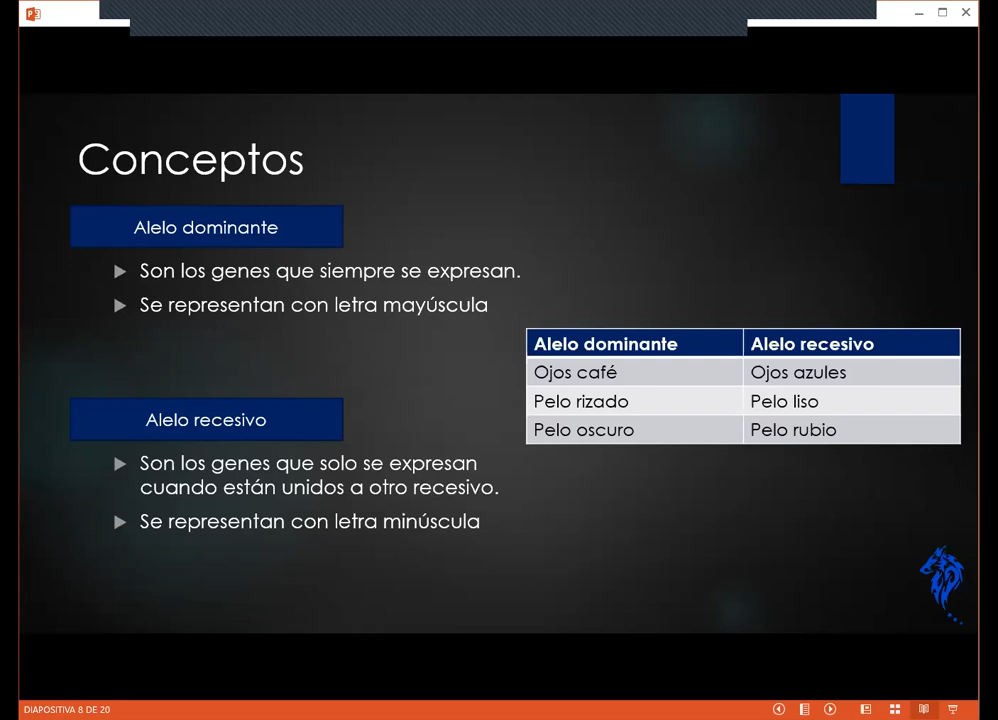 Conceptos
Alelo dominante
Son los genes que siempre se expresan.
Se representan con letra mayúscula
Alelo recesivo
Son los genes que solo se expresan
cuando están unidos a otro recesivo.
Se representan con letra minúscula
Alelo dominante Alelo recesivo
Ojos café Ojos azules
Pelo rizado Pelo liso
Pelo oscuro Pelo rubio
DIAPOSITIVA 8 DE 20